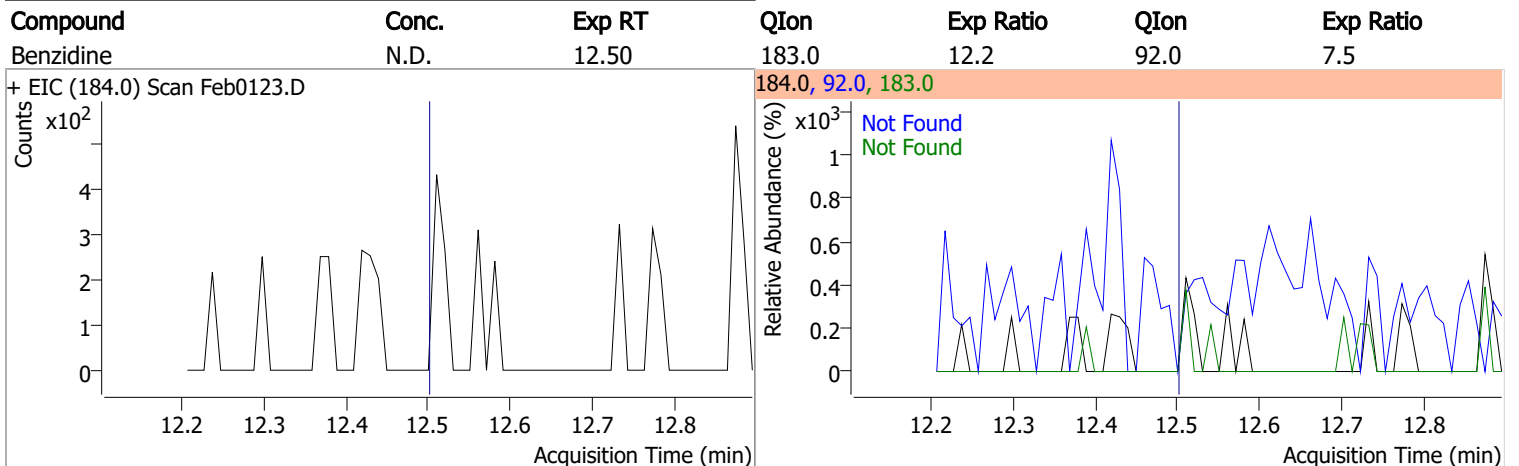 Compound Conc. Exp RT QIon Exp Ratio QIon Exp Ratio
Benzidine N.D. 12.50 183.0 12.2 92.0 7.5
+ EIC (184.0) Scan Feb0123.D
Counts
x10²
4
3
2
1
0
12.2 12.3 12.4 12.5 12.6 12.7 12.8
Acquisition Time (min)
184.0, 92.0, 183.0
Relative Abundance (%)
x10³
Not Found
Not Found
1
0.8
0.6
0.4
0.2
0
12.2 12.3 12.4 12.5 12.6 12.7 12.8
Acquisition Time (min)